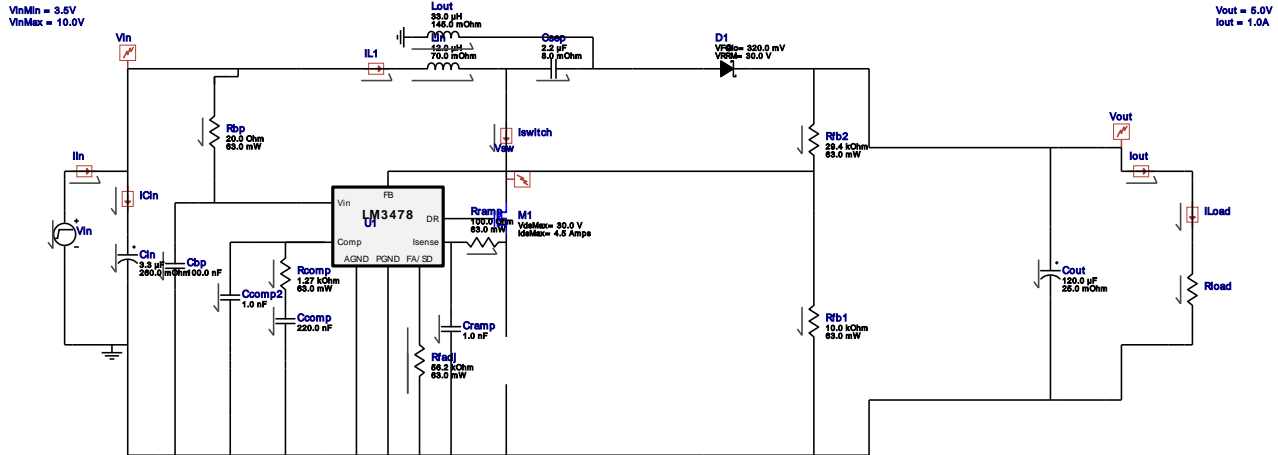 VinMin = 3.5V
VinMax = 10.0V
Vout = 5.0V
Iout = 1.0A
Lout
33.0 µH
145.0 mOhm
Lin
12.0 µH
70.0 mOhm
Csep
2.2 µF
8.0 mOhm
D1
320.0 mV
VRRM= 30.0 V
Vin
IL1
Iswitch
Vsw
Rbp
20.0 Ohm
63.0 mW
Rfb2
29.4 kOhm
63.0 mW
Vout
Iout
Iin
ICin
ILoad
Vin
+
-
FB
Vin
LM3478
U1
DR
Comp
Isense
AGND
PGND
FA/SD
Rramp
100.0 Ohm
63.0 mW
M1
VdsMax= 30.0 V
IdsMax= 4.5 Amps
Cin
3.3 µF
260.0 mOhm
Cbp
100.0 nF
Rcomp
1.27 kOhm
63.0 mW
Ccomp2
1.0 nF
Ccomp
220.0 nF
Cramp
1.0 nF
Rfadj
56.2 kOhm
63.0 mW
Rfb1
10.0 kOhm
63.0 mW
Cout
120.0 µF
25.0 mOhm
Rload